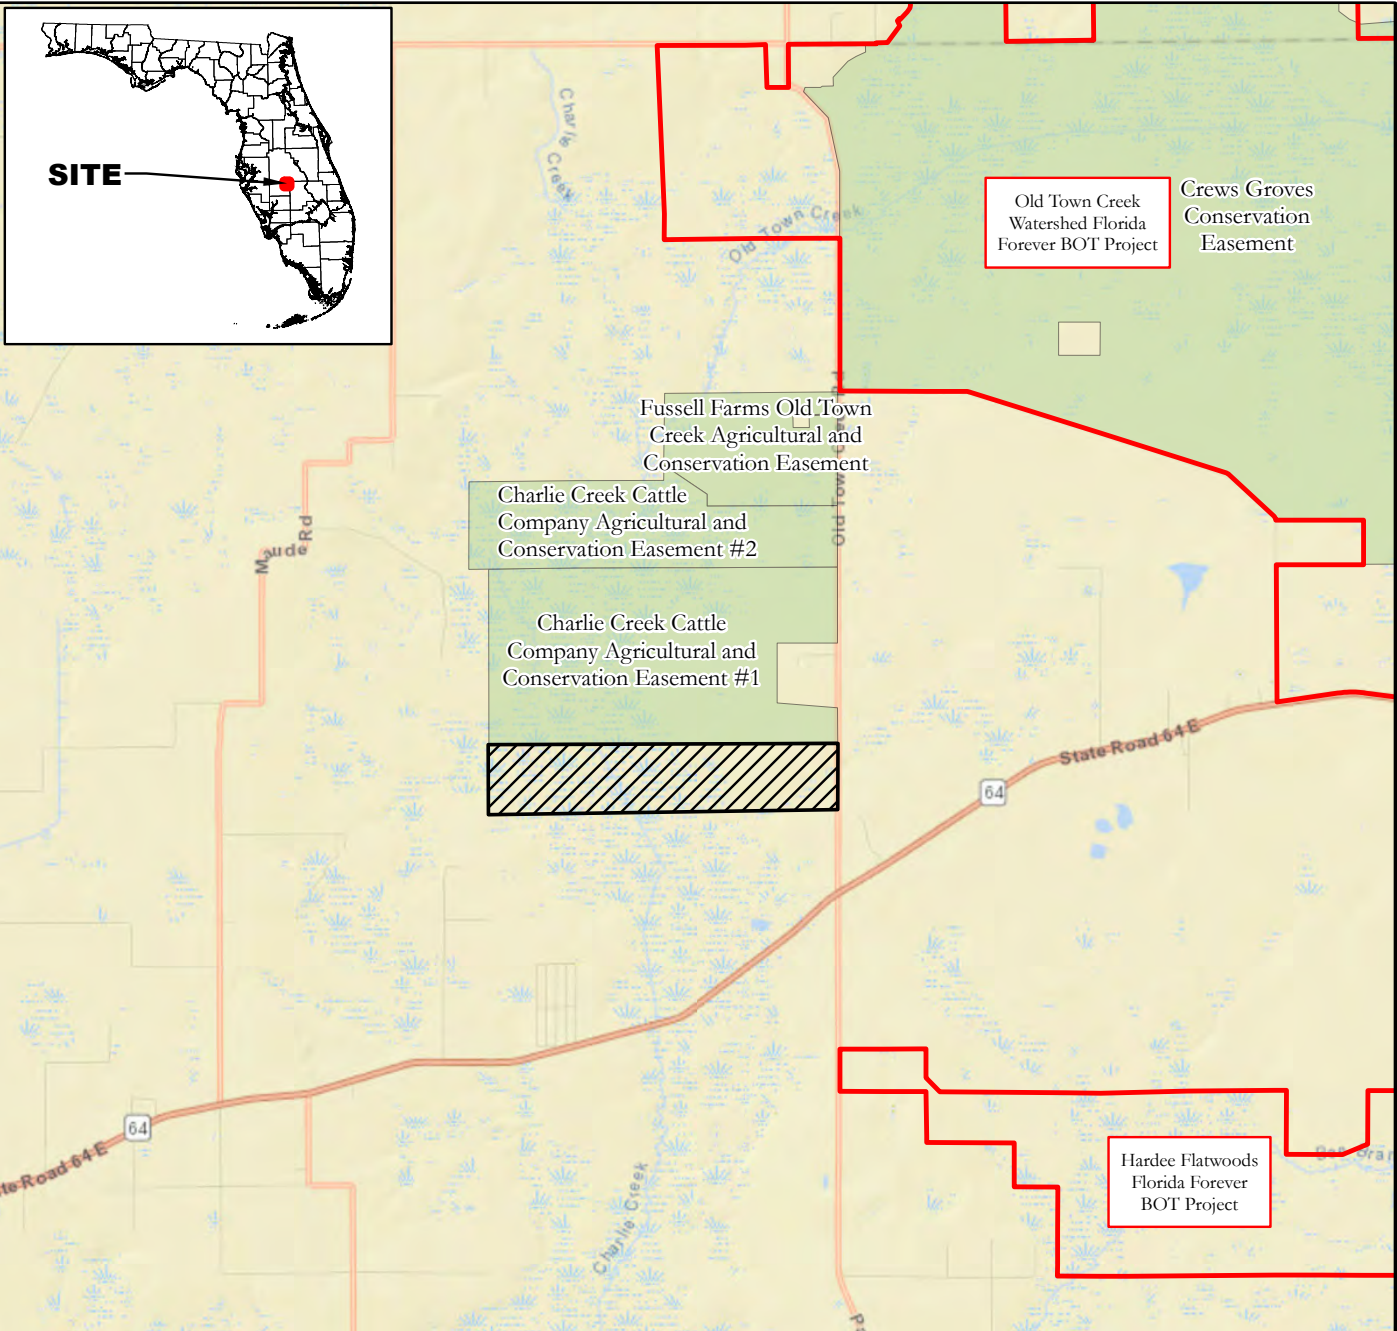 SITE
Charlie Creek
Old Town Creek
Old Town Creek
Watershed Florida
Forever BOT Project
Crews Groves
Conservation
Easement
Fussell Farms Old Town
Creek Agricultural and
Conservation Easement
Charlie Creek Cattle
Company Agricultural and
Conservation Easement #2
Old Town
Maude Rd
Charlie Creek Cattle
Company Agricultural and
Conservation Easement #1
State Road 64 E
64
64
te Road 64 E
Charlie Creek
Hardee Flatwoods
Florida Forever
BOT Project